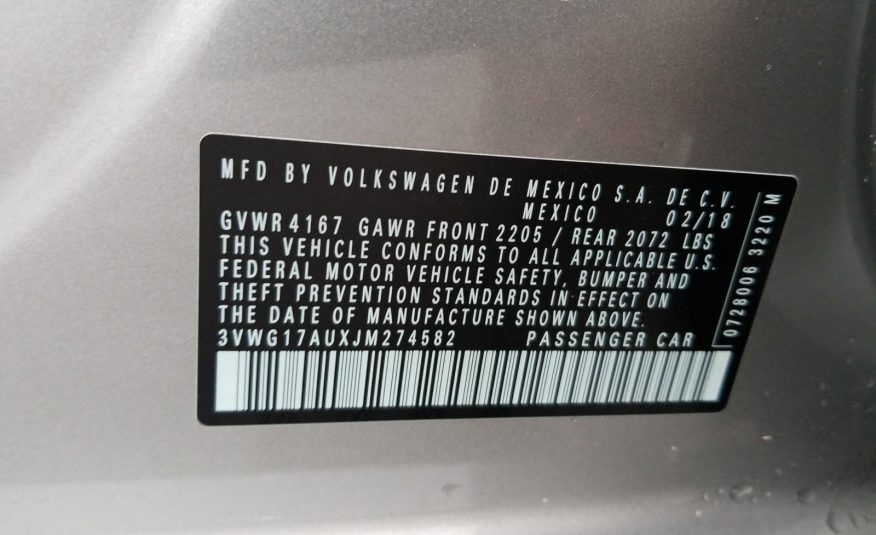 MFD BY VOLKSWAGEN DE MEXICO S.A. DE C.V.
MEXICO 02/18
GVWR 4167 GAWR FRONT 2205 / REAR 2072 LBS
THIS VEHICLE CONFORMS TO ALL APPLICABLE U.S.
FEDERAL MOTOR VEHICLE SAFETY, BUMPER AND
THEFT PREVENTION STANDARDS IN EFFECT ON
THE DATE OF MANUFACTURE SHOWN ABOVE.
3VWG17AUXJM274582 PASSENGER CAR
0728006 3220 M